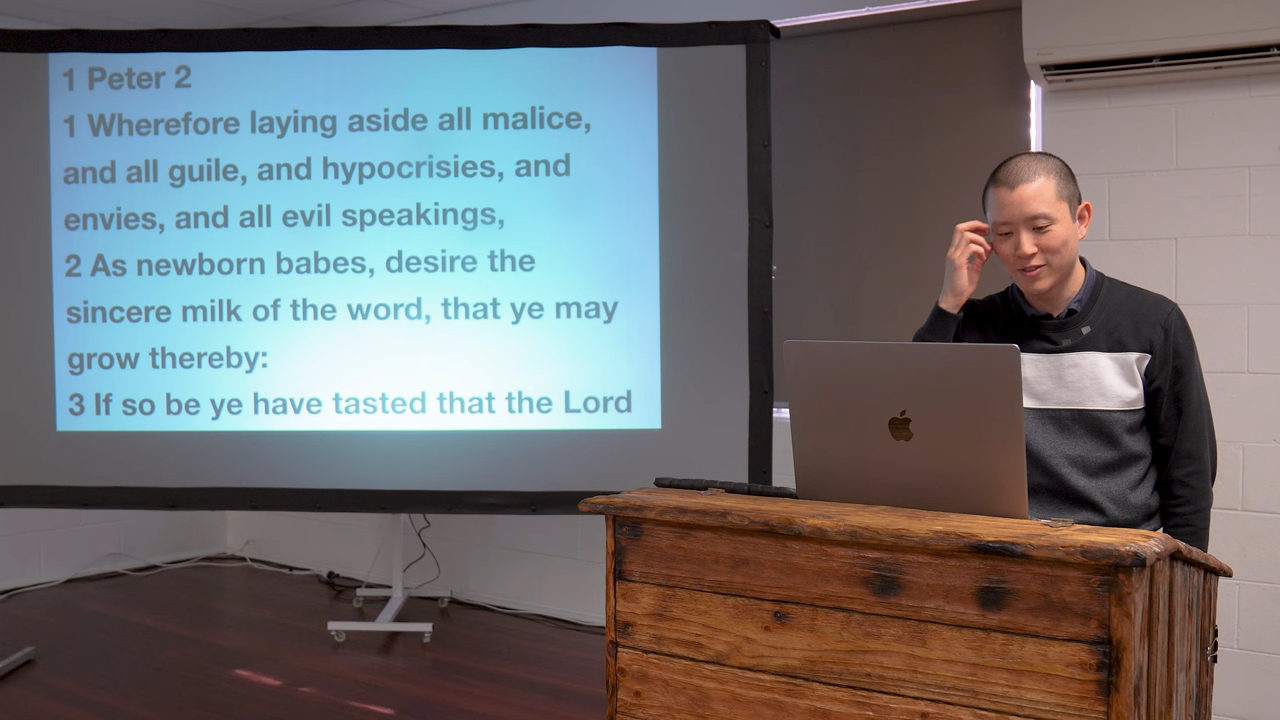 1 Peter 2
1 Wherefore laying aside all malice,
and all guile, and hypocrisies, and
envies, and all evil speakings,
2 As newborn babes, desire the
sincere milk of the word, that ye may
grow thereby:
3 If so be ye have tasted that the Lord